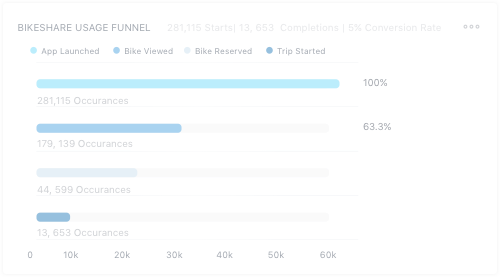 BIKESHARE USAGE FUNNEL 281,115 Starts| 13, 653 Completions | 5% Conversion Rate
App Launched Bike Viewed Bike Reserved Trip Started
100%
281,115 Occurances
63.3%
179, 139 Occurances
44, 599 Occurances
13, 653 Occurances
0 10k 20k 30k 40k 50k 60k